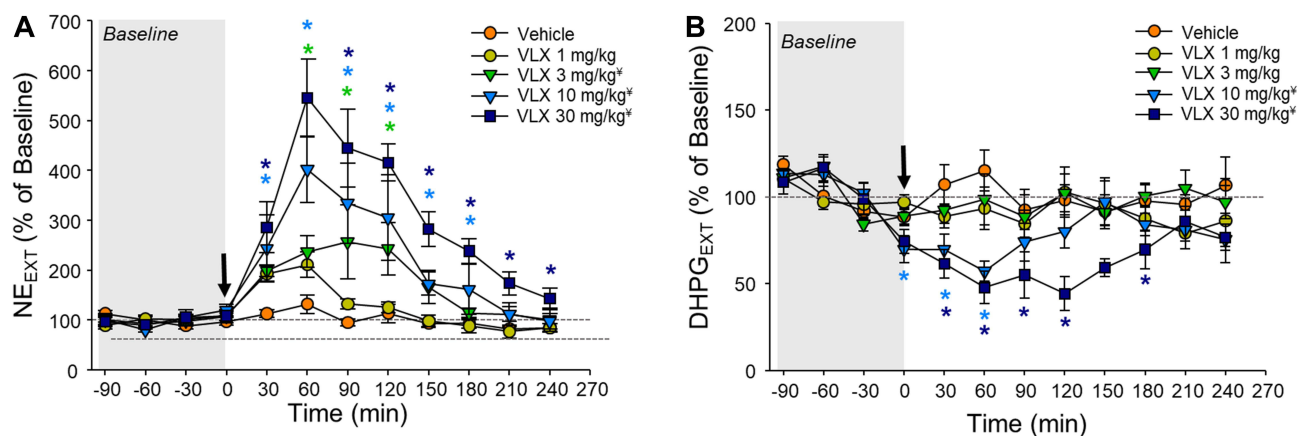 A
Baseline
Vehicle
VLX 1 mg/kg
VLX 3 mg/kg¥
VLX 10 mg/kg¥
VLX 30 mg/kg¥
NEEXT (% of Baseline)
700
600
500
400
300
200
100
0
-90 -60 -30 0 30 60 90 120 150 180 210 240 270
Time (min)
* * * * * * * * * * * * * * * *
B
Baseline
Vehicle
VLX 1 mg/kg
VLX 3 mg/kg
VLX 10 mg/kg¥
VLX 30 mg/kg¥
DHPGEXT (% of Baseline)
200
150
100
50
0
-90 -60 -30 0 30 60 90 120 150 180 210 240 270
Time (min)
* * * * * * * *